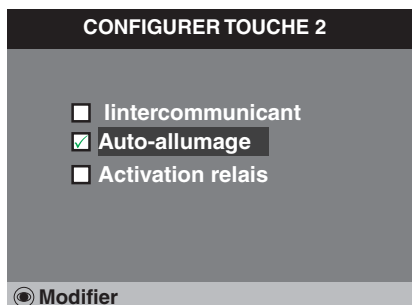 CONFIGURER TOUCHE 2
Iintercommunicant
Auto-allumage
Activation relais
Modifier